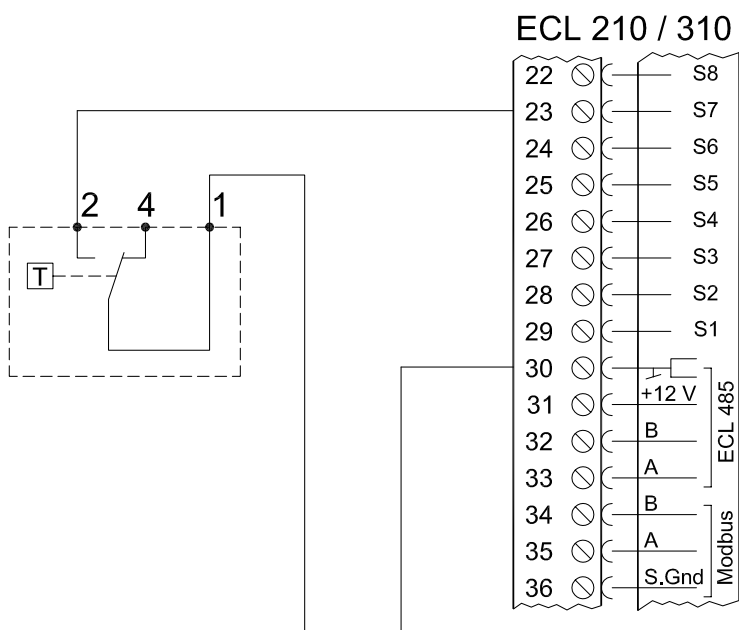 ECL 210 / 310
22 S8
23 S7
24 S6
25 S5
26 S4
27 S3
28 S2
29 S1
30
31 +12 V
32 B
33 A
ECL 485
34 B
35 A
36 S.Gnd
Modbus
2 4 1
T